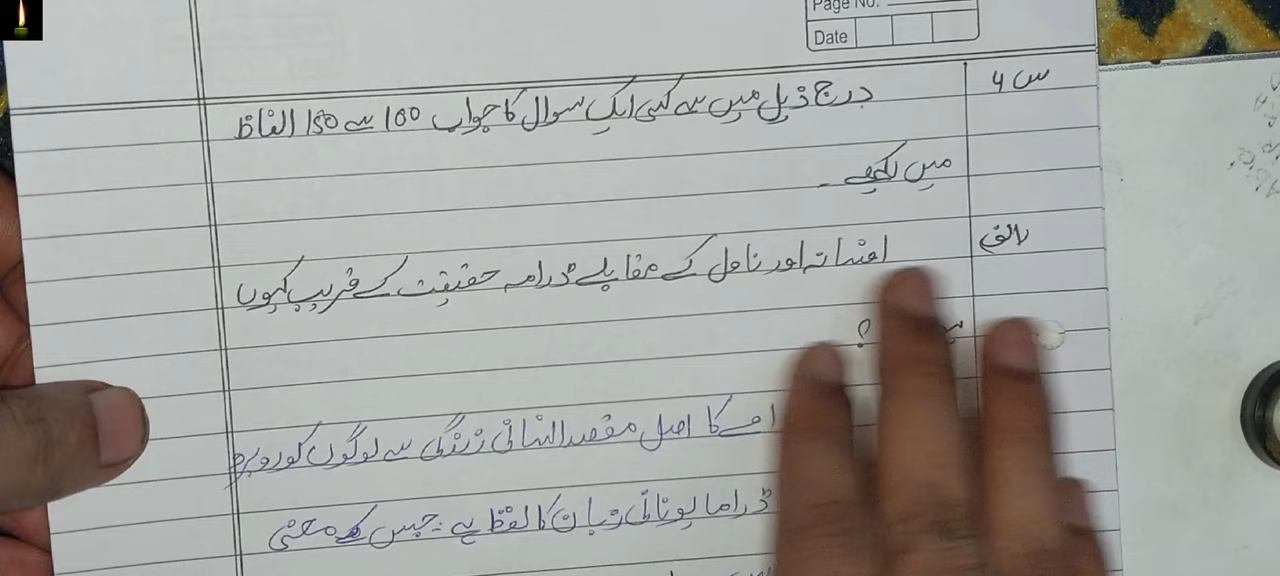 Page No.
Date
س 4 درج ذیل میں سے کسی ایک سوال کا جواب 100 سے 150 الفاظ
میں لکھیے۔
(الف) افسانہ اور ناول کے مقابلے ڈرامہ حقیقت کے قریب کیوں
؟
کا اصل مقصد انسانی زندگی سے لوگوں کو روبرو
ڈراما یونانی زبان کا لفظ ہے۔ جس کے معنی